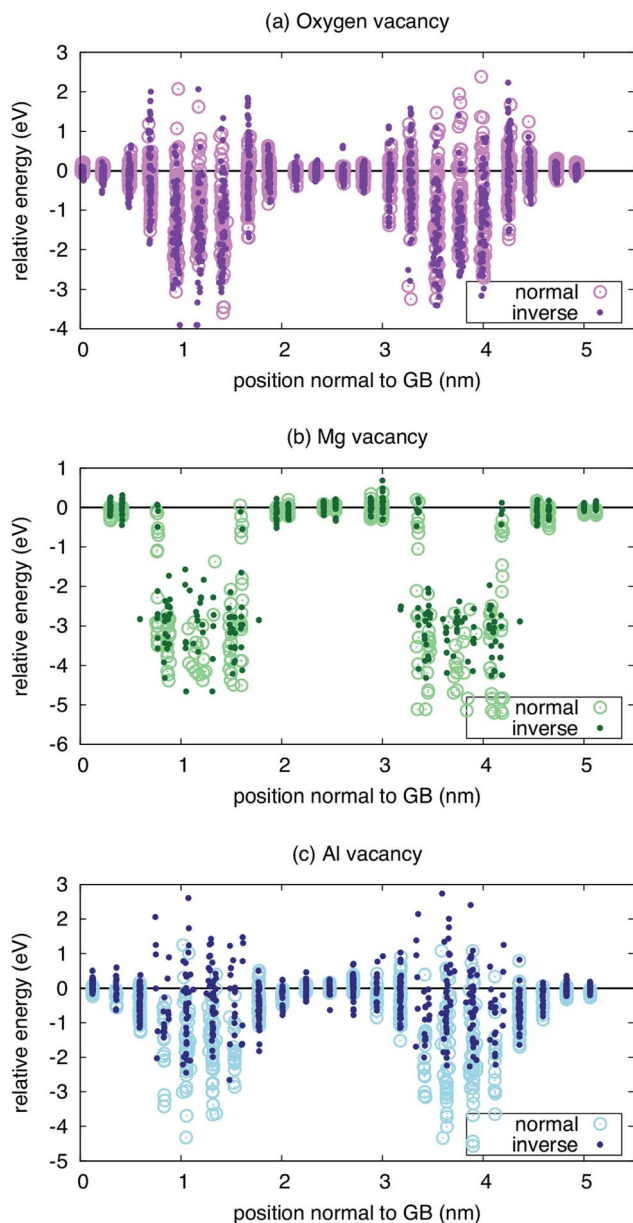 (a) Oxygen vacancy
3
2
1
0
-1
-2
-3
-4
relative energy (eV)
normal
inverse
0 1 2 3 4 5
position normal to GB (nm)
(b) Mg vacancy
1
0
-1
-2
-3
-4
-5
-6
relative energy (eV)
normal
inverse
0 1 2 3 4 5
position normal to GB (nm)
(c) Al vacancy
3
2
1
0
-1
-2
-3
-4
-5
relative energy (eV)
normal
inverse
0 1 2 3 4 5
position normal to GB (nm)